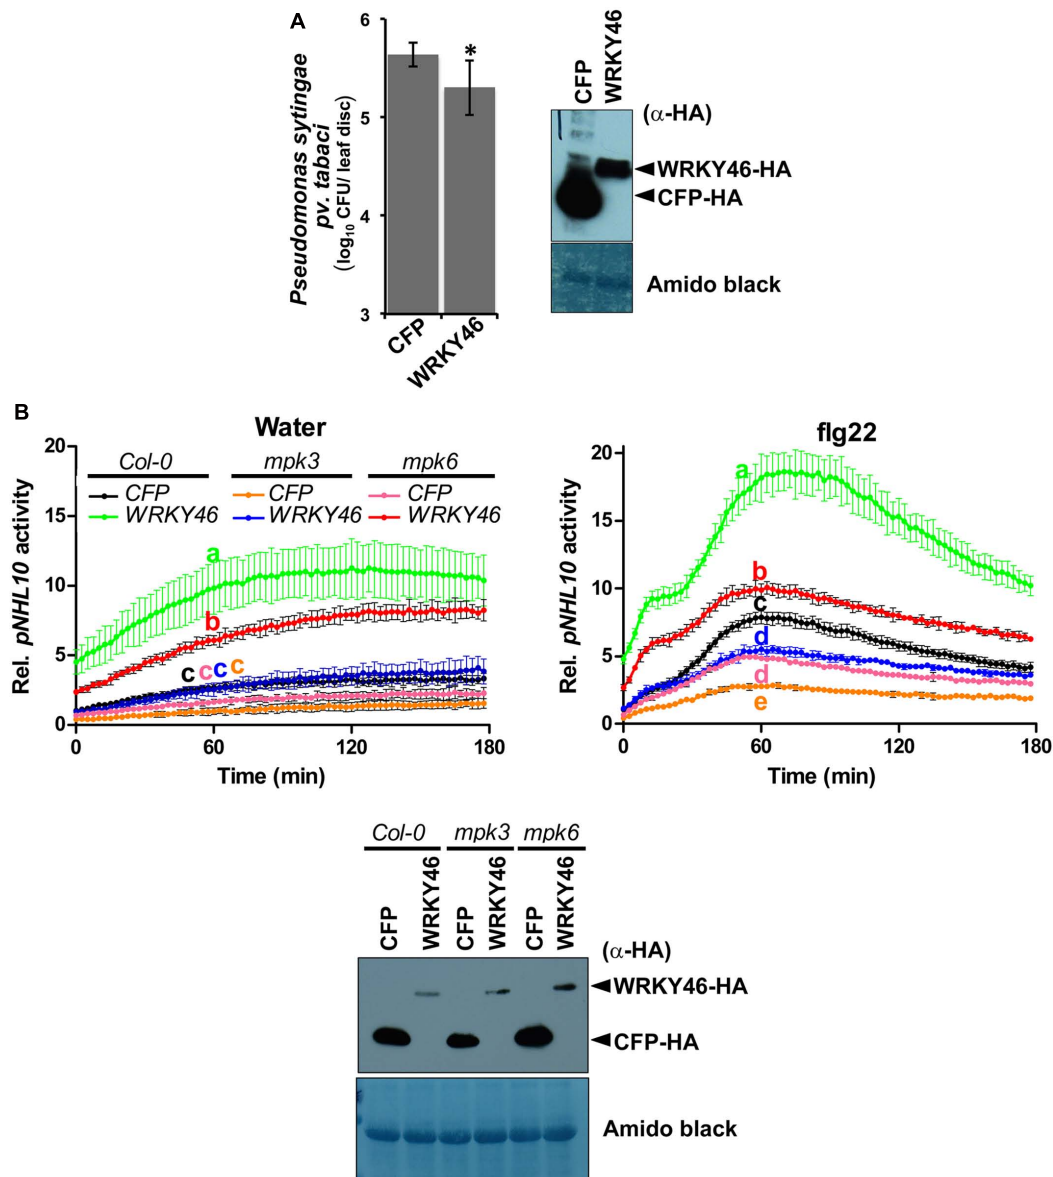 A
Pseudomonas sytingae
pv. tabaci
(log10 CFU/ leaf disc)
6
5
4
3
*
CFP
WRKY46
CFP
WRKY46
(α-HA)
WRKY46-HA
CFP-HA
Amido black
B
Water
Rel. pNHL10 activity
20
15
10
5
0
Col-0 mpk3 mpk6
CFP CFP CFP
WRKY46 WRKY46 WRKY46
a
b
c c c c
0 60 120 180
Time (min)
flg22
Rel. pNHL10 activity
20
15
10
5
0
a
b
c
d
d
e
0 60 120 180
Time (min)
Col-0 mpk3 mpk6
CFP WRKY46 CFP WRKY46 CFP WRKY46
(α-HA)
WRKY46-HA
CFP-HA
Amido black